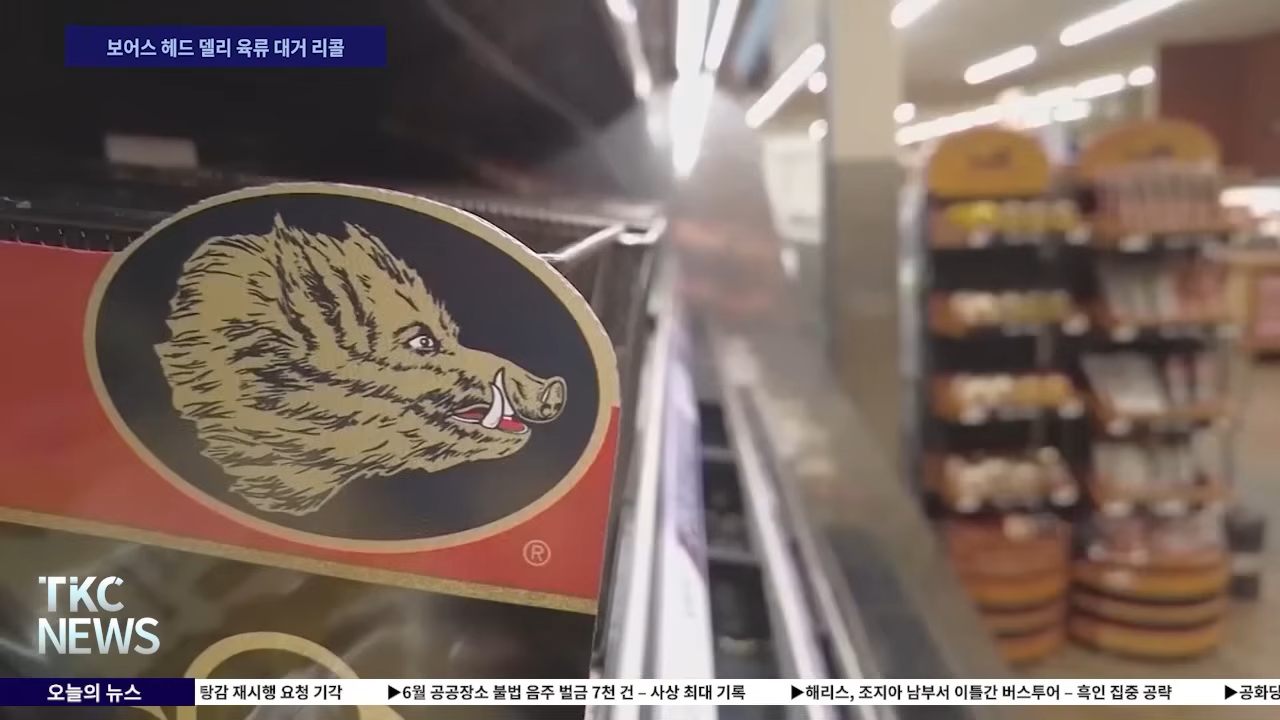 보어스 헤드 델리 육류 대거 리콜
®
TKC
NEWS
오늘의 뉴스
탕감 재시행 요청 기각 ▶6월 공공장소 불법 음주 벌금 7천 건 – 사상 최대 기록 ▶해리스, 조지아 남부서 이틀간 버스투어 – 흑인 집중 공략 ▶공화당